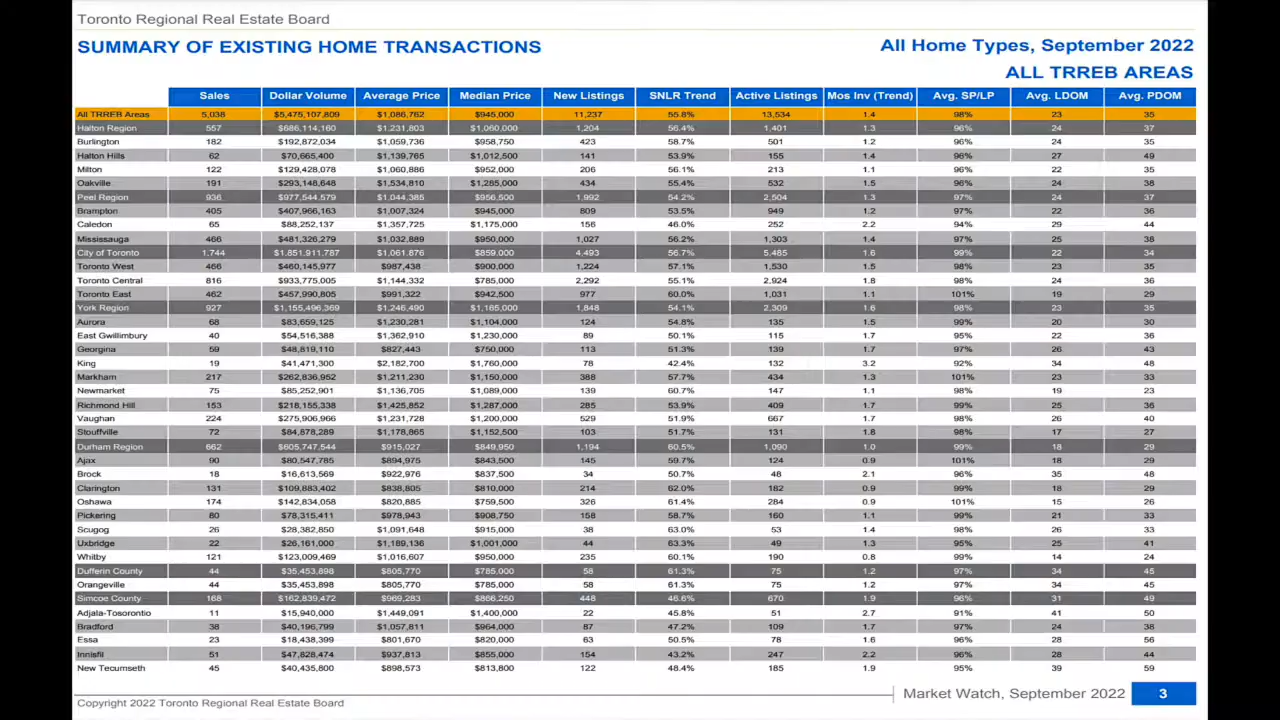 Toronto Regional Real Estate Board
SUMMARY OF EXISTING HOME TRANSACTIONS
All Home Types, September 2022
ALL TRREB AREAS
Sales Dollar Volume Average Price Median Price New Listings SNLR Trend Active Listings Mos Inv (Trend) Avg. SP/LP Avg. LDOM Avg. PDOM
All TRREB Areas 5,038 $5,475,107,809 $1,086,762 $945,000 11,237 55.8% 13,534 1.4 98% 23 35
Halton Region 557 $686,114,160 $1,231,803 $1,060,000 1,204 56.4% 1,401 1.3 96% 24 37
Burlington 182 $192,872,034 $1,059,736 $958,750 423 58.7% 501 1.2 96% 24 35
Halton Hills 62 $70,665,400 $1,139,765 $1,012,500 141 53.9% 155 1.4 96% 27 49
Milton 122 $129,428,078 $1,060,886 $952,000 206 56.1% 213 1.1 96% 22 35
Oakville 191 $293,148,648 $1,534,810 $1,285,000 434 55.4% 532 1.5 96% 24 38
Peel Region 936 $977,544,579 $1,044,385 $956,500 1,992 54.2% 2,504 1.3 97% 24 37
Brampton 405 $407,966,163 $1,007,324 $945,000 809 53.5% 949 1.2 97% 22 36
Caledon 65 $88,252,137 $1,357,725 $1,175,000 156 46.0% 252 2.2 94% 29 44
Mississauga 466 $481,326,279 $1,032,889 $950,000 1,027 56.2% 1,303 1.4 97% 25 38
City of Toronto 1,744 $1,851,911,787 $1,061,876 $859,000 4,493 56.7% 5,485 1.6 99% 22 34
Toronto West 466 $460,145,977 $987,438 $900,000 1,224 57.1% 1,530 1.5 98% 23 35
Toronto Central 816 $933,775,005 $1,144,332 $785,000 2,292 55.1% 2,924 1.8 98% 24 36
Toronto East 462 $457,990,805 $991,322 $942,500 977 60.0% 1,031 1.1 101% 19 29
York Region 927 $1,155,496,369 $1,246,490 $1,165,000 1,848 54.1% 2,309 1.6 98% 23 35
Aurora 68 $83,659,125 $1,230,281 $1,104,000 124 54.8% 135 1.5 99% 20 30
East Gwillimbury 40 $54,516,388 $1,362,910 $1,230,000 89 50.1% 115 1.7 95% 22 36
Georgina 59 $48,819,110 $827,443 $750,000 113 51.3% 139 1.7 97% 26 43
King 19 $41,471,300 $2,182,700 $1,760,000 78 42.4% 132 3.2 92% 34 48
Markham 217 $262,836,952 $1,211,230 $1,150,000 388 57.7% 434 1.3 101% 23 33
Newmarket 75 $85,252,901 $1,136,705 $1,089,000 139 60.7% 147 1.1 98% 19 23
Richmond Hill 153 $218,155,338 $1,425,852 $1,287,000 285 53.9% 409 1.7 99% 25 36
Vaughan 224 $275,906,966 $1,231,728 $1,200,000 529 51.9% 667 1.7 98% 26 40
Stouffville 72 $84,878,289 $1,178,865 $1,152,500 103 51.7% 131 1.8 98% 17 27
Durham Region 662 $605,747,544 $915,027 $849,950 1,194 60.5% 1,090 1.0 99% 18 29
Ajax 90 $80,547,785 $894,975 $843,500 145 59.7% 124 0.9 101% 18 29
Brock 18 $16,613,569 $922,976 $837,500 34 50.7% 48 2.1 96% 35 48
Clarington 131 $109,883,402 $838,805 $810,000 214 62.0% 162 0.9 99% 18 29
Oshawa 174 $142,834,058 $820,885 $759,500 326 61.4% 284 0.9 101% 15 26
Pickering 80 $78,315,411 $978,943 $908,750 158 58.7% 160 1.1 99% 21 33
Scugog 26 $28,382,850 $1,091,648 $915,000 38 63.0% 53 1.4 98% 26 33
Uxbridge 22 $26,161,000 $1,189,136 $1,001,000 44 63.3% 49 1.3 95% 25 41
Whitby 121 $123,009,469 $1,016,607 $950,000 235 60.1% 190 0.8 99% 14 24
Dufferin County 44 $35,453,898 $805,770 $785,000 58 61.3% 75 1.2 97% 34 45
Orangeville 44 $35,453,898 $805,770 $785,000 58 61.3% 75 1.2 97% 34 45
Simcoe County 168 $162,839,472 $969,283 $866,250 448 46.6% 670 1.9 96% 31 49
Adjala-Tosorontio 11 $15,940,000 $1,449,091 $1,400,000 22 45.8% 51 2.7 91% 41 50
Bradford 38 $40,196,799 $1,057,811 $964,000 87 47.2% 109 1.7 97% 24 38
Essa 23 $18,438,399 $801,670 $820,000 63 50.5% 78 1.6 96% 28 56
Innisfil 51 $47,828,474 $937,813 $855,000 154 43.2% 247 2.2 96% 28 44
New Tecumseth 45 $40,435,800 $898,573 $813,800 122 48.4% 185 1.9 95% 39 59
Copyright 2022 Toronto Regional Real Estate Board
Market Watch, September 2022 3